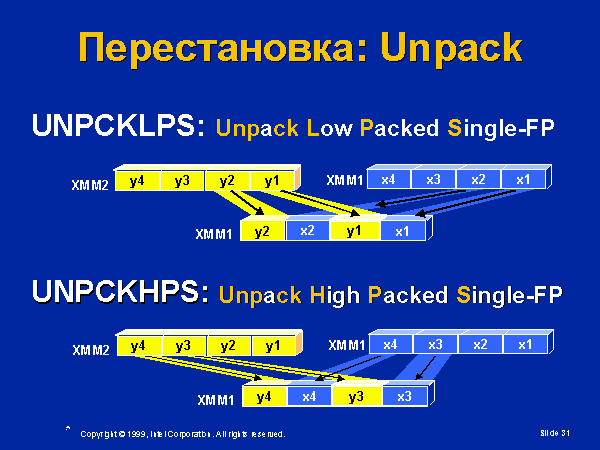 Перестановка: Unpack
UNPCKLPS: Unpack Low Packed Single-FP
XMM2 y4 y3 y2 y1 XMM1 x4 x3 x2 x1
XMM1 y2 x2 y1 x1
UNPCKHPS: Unpack High Packed Single-FP
XMM2 y4 y3 y2 y1 XMM1 x4 x3 x2 x1
XMM1 y4 x4 y3 x3
* Copyright © 1999, Intel Corporation. All rights reserved. Slide 31